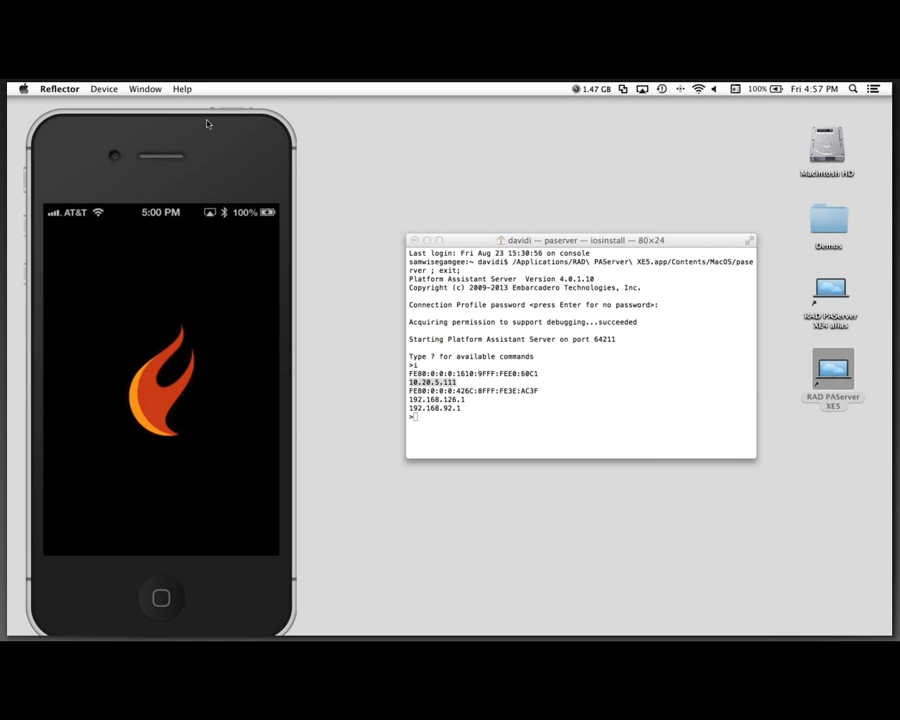 Reflector Device Window Help
1.47 GB 100% Fri 4:57 PM
AT&T 5:00 PM 100%
Macintosh HD
Demos
RAD PAServer
XE4 alias
RAD PAServer
XE5
davidi — paserver — iosinstall — 80×24
Last login: Fri Aug 23 15:30:56 on console
samwisegamgee:~ davidi$ /Applications/RAD\ PAServer\ XE5.app/Contents/MacOS/pase
rver ; exit;
Platform Assistant Server  Version 4.0.1.10
Copyright (c) 2009-2013 Embarcadero Technologies, Inc.
Connection Profile password <press Enter for no password>:
Acquiring permission to support debugging...succeeded
Starting Platform Assistant Server on port 64211
Type ? for available commands
>i
FE80:0:0:0:1610:9FFF:FEE0:60C1
10.20.5.111
FE80:0:0:0:426C:8FFF:FE3E:AC3F
192.168.126.1
192.168.92.1
>